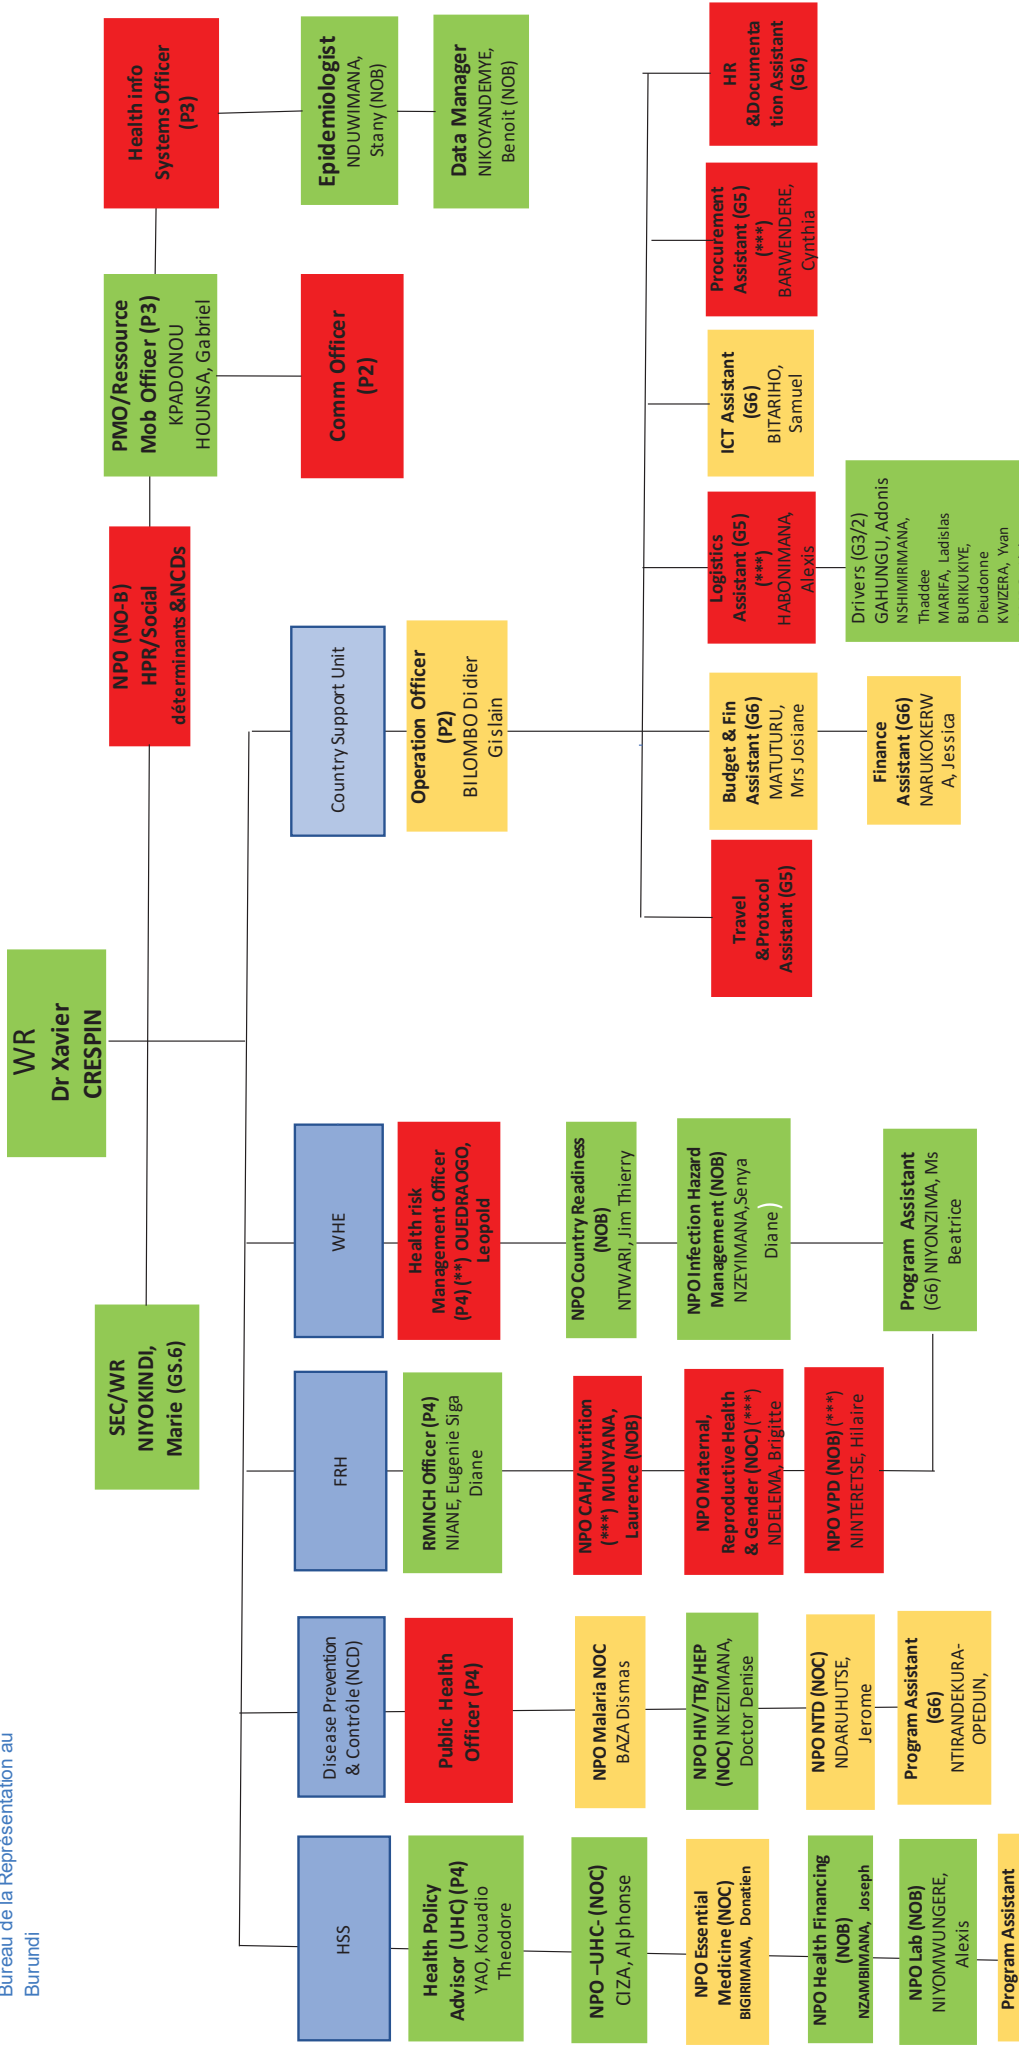 Bureau de la Représentation au
Burundi
WR
Dr Xavier
CRESPIN
SEC/WR
NIYOKINDI,
Marie (GS.6)
NP0 (NO-B)
HPR/Social
déterminants &NCDs
PMO/Ressource
Mob Officer (P3)
KPADONOU
HOUNSA, Gabriel
Health info
Systems Officer
(P3)
Comm Officer
(P2)
Epidemiologist
NDUWIMANA,
Stany (NOB)
Data Manager
NIKOYANDEMYE,
Benoit (NOB)
HSS
Health Policy
Advisor (UHC) (P4)
YAO, Kouadio
Theodore
NPO –UHC- (NOC)
CIZA, Alphonse
NPO Essential
Medicine (NOC)
BIGIRIMANA, Donatien
NPO Health Financing
(NOB)
NZAMBIMANA, Joseph
NPO Lab (NOB)
NIYOMWUNGERE,
Alexis
Program Assistant
Disease Prevention
& Contrôle (NCD)
Public Health
Officer (P4)
NPO Malaria NOC
BAZA Dismas
NPO HIV/TB/HEP
(NOC) NKEZIMANA,
Doctor Denise
NPO NTD (NOC)
NDARUHUTSE,
Jerome
Program Assistant
(G6)
NTIRANDEKURA-
OPEDUN,
FRH
RMNCH Officer (P4)
NIANE, Eugenie Siga
Diane
NPO CAH/Nutrition
(***) MUNYANA,
Laurence (NOB)
NPO Maternal,
Reproductive Health
& Gender (NOC) (***)
NDELEMA, Brigitte
NPO VPD (NOB) (***)
NINTERETSE, Hilaire
WHE
Health risk
Management Officer
(P4) (**) OUEDRAOGO,
Leopold
NPO Country Readiness
(NOB)
NTWARI, Jim Thierry
NPO Infection Hazard
Management (NOB)
NZEYIMANA,Senya
Diane )
Program Assistant
(G6) NIYONZIMA, Ms
Beatrice
Country Support Unit
Operation Officer
(P2)
BILOMBO Didier
Gislain
Travel
&Protocol
Assistant (G5)
Budget & Fin
Assistant (G6)
MATUTURU,
Mrs Josiane
Finance
Assistant (G6)
NARUKOKERW
A, Jessica
Logistics
Assistant (G5)
(***)
HABONIMANA,
Alexis
Drivers (G3/2)
GAHUNGU, Adonis
NSHIMIRIMANA,
Thaddee
MARIFA, Ladislas
BURIKUKIYE,
Dieudonne
KWIZERA, Yvan
ICT Assistant
(G6)
BITARIHO,
Samuel
Procurement
Assistant (G5)
(***)
BARWENDERE,
Cynthia
HR
&Documenta
tion Assistant
(G6)